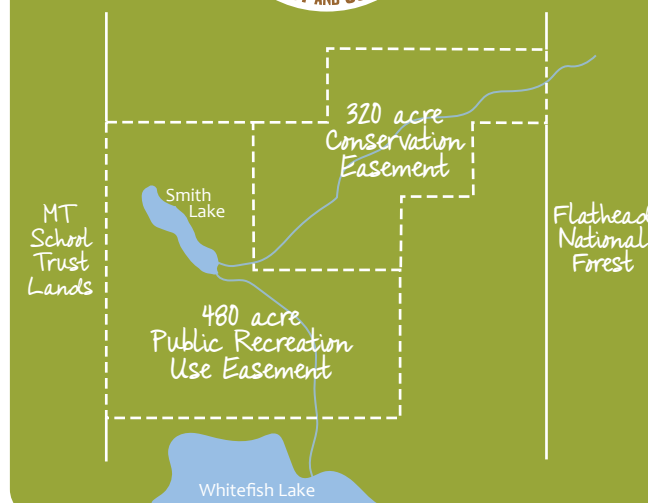 320 acre
Conservation
Easement
Smith
Lake
MT
School
Trust
Lands
Flathead
National
Forest
480 acre
Public Recreation
Use Easement
Whitefish Lake